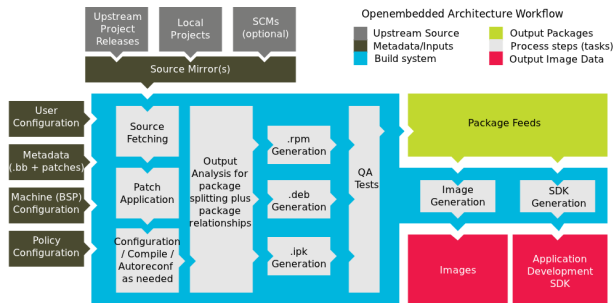 Upstream
Project
Releases
Local
Projects
SCMs
(optional)
Openembedded Architecture Workflow
Upstream Source
Metadata/Inputs
Build system
Output Packages
Process steps (tasks)
Output Image Data
Source Mirror(s)
User
Configuration
Metadata
(.bb + patches)
Machine (BSP)
Configuration
Policy
Configuration
Source
Fetching
Patch
Application
Configuration
/ Compile /
Autoreconf
as needed
Output
Analysis for
package
splitting plus
package
relationships
.rpm
Generation
.deb
Generation
.ipk
Generation
QA
Tests
Package Feeds
Image
Generation
SDK
Generation
Images
Application
Development
SDK